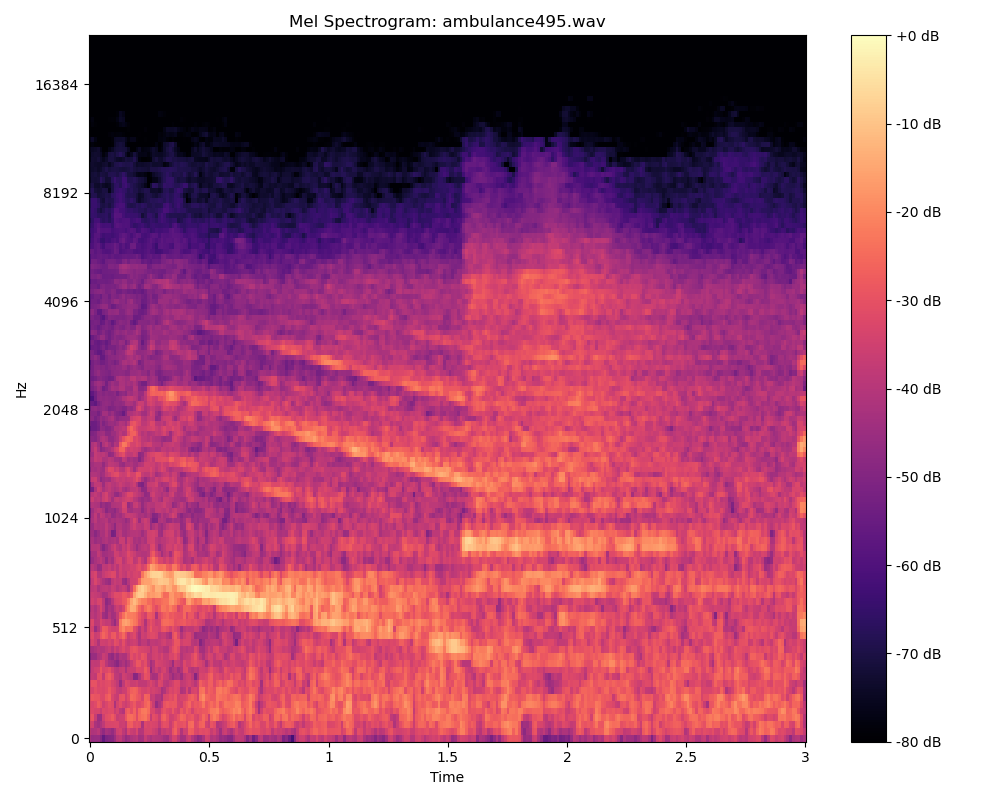 Mel Spectrogram: ambulance495.wav
+0 dB
16384
-10 dB
8192
-20 dB
4096
-30 dB
Hz
2048
-40 dB
1024
-50 dB
512
-60 dB
-70 dB
0
-80 dB
0
0.5
1
1.5
2
2.5
3
Time